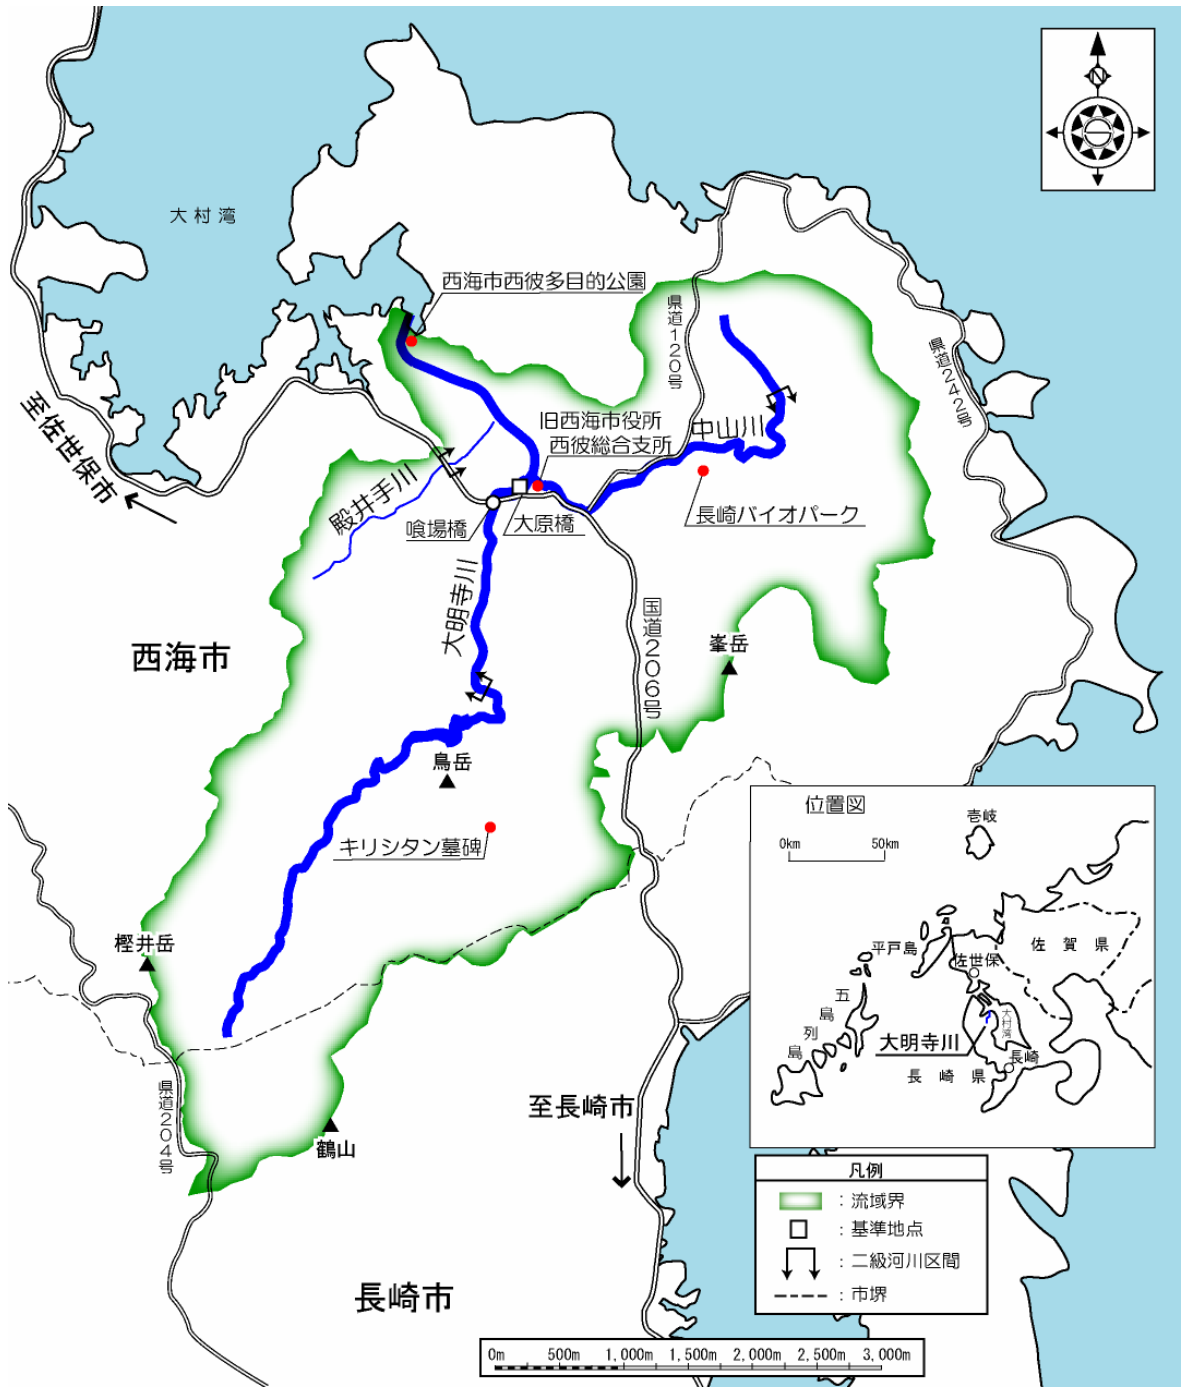 N
大村湾
西海市西彼多目的公園
県道120号
県道242号
至佐世保市
旧西海市役所
西彼総合支所
中山川
殿井手川
長崎バイオパーク
喰場橋
大原橋
大明寺川
国道206号
西海市
峯岳
鳥岳
キリシタン墓碑
樫井岳
県道204号
鶴山
至長崎市
長崎市
位置図
0km 50km
壱岐
平戸島
佐賀県
佐世保
五島列島
大村湾
大明寺川
長崎
長崎県
凡例
：流域界
：基準地点
：二級河川区間
：市堺
0m 500m 1,000m 1,500m 2,000m 2,500m 3,000m